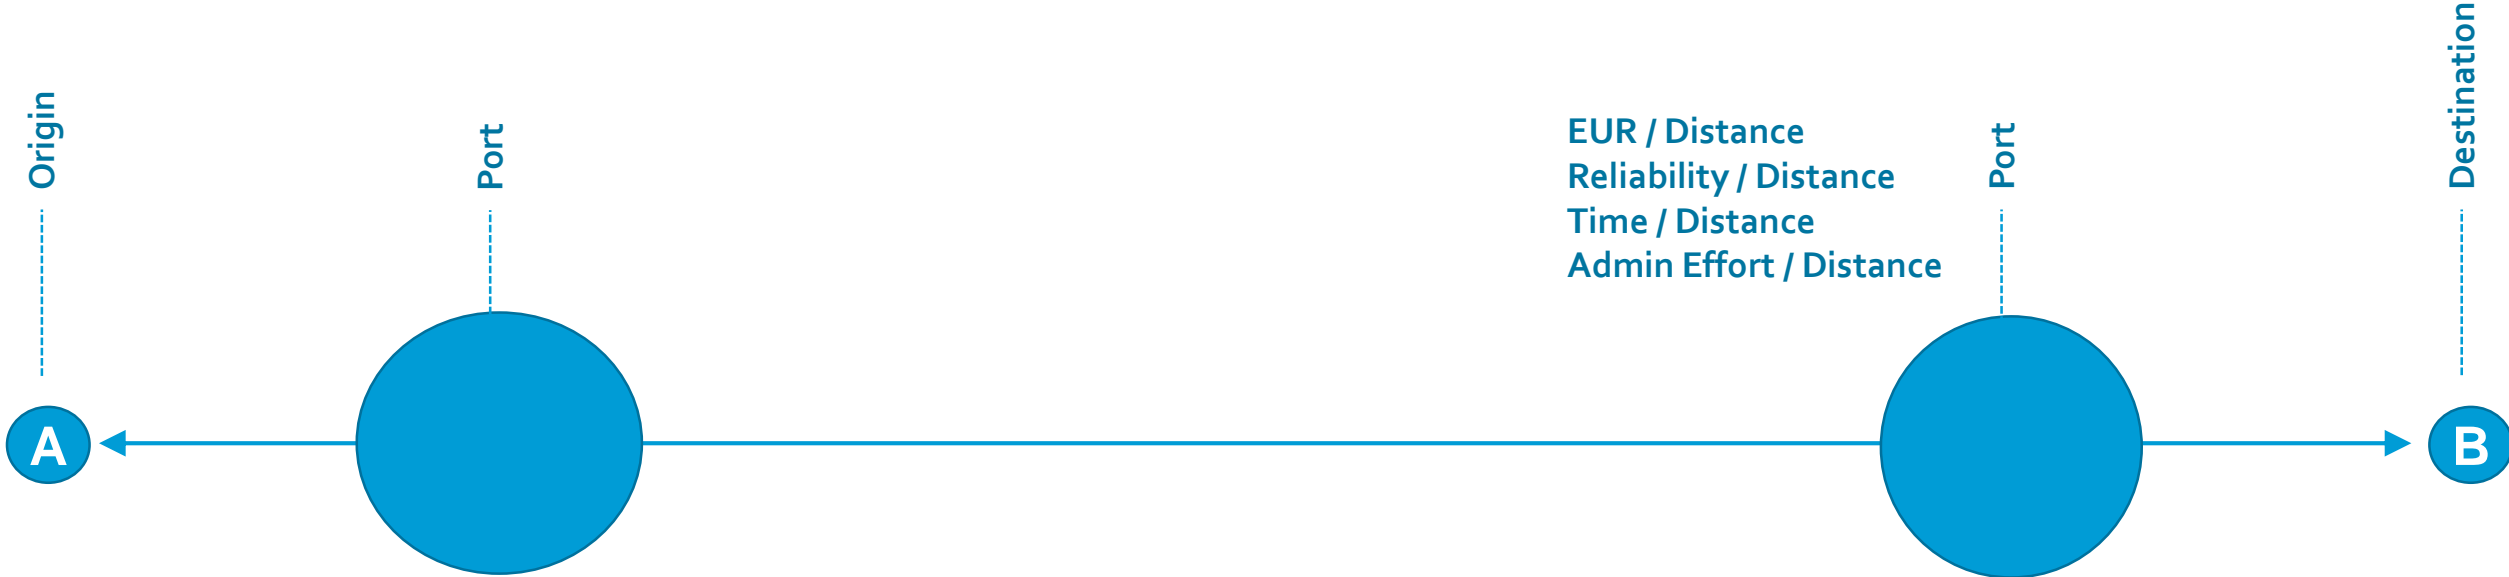 Origin
Port
EUR / Distance
Reliability / Distance
Time / Distance
Admin Effort / Distance
Port
Destination
A
B